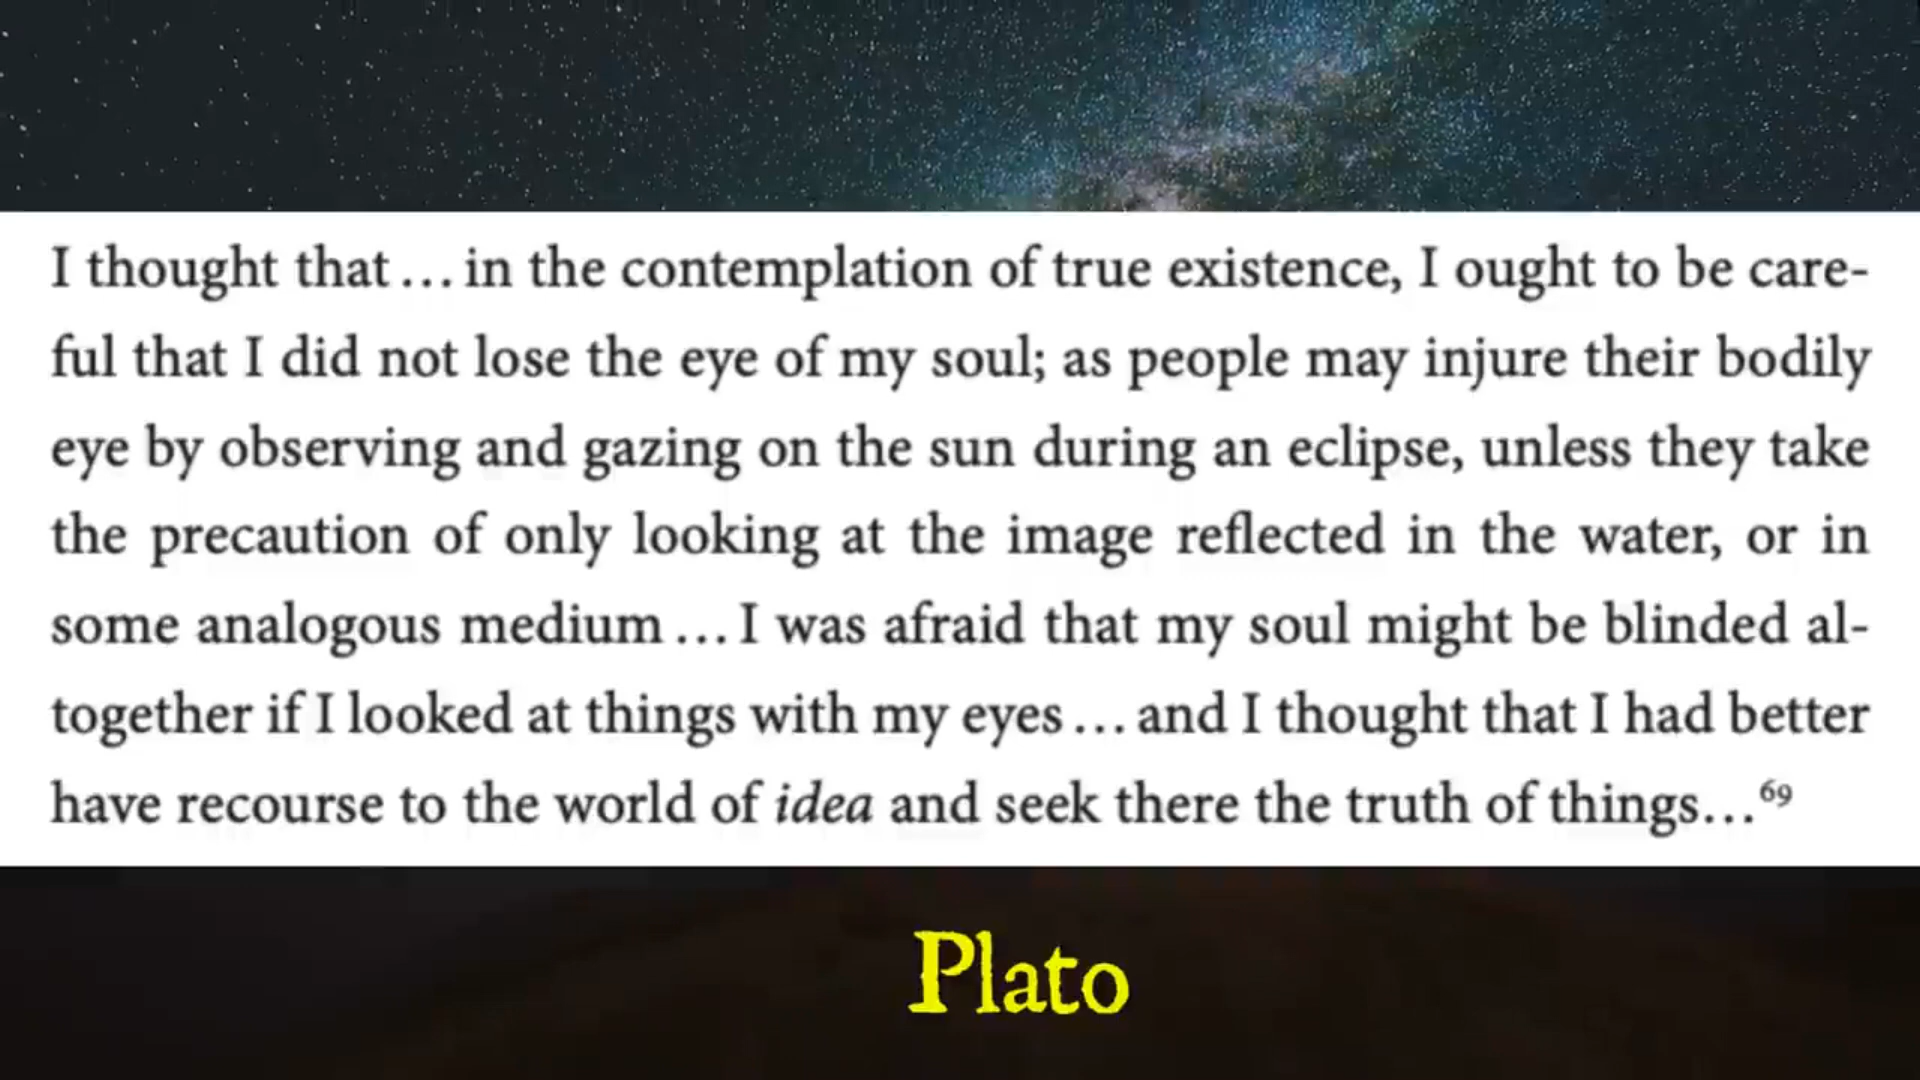 I thought that … in the contemplation of true existence, I ought to be care-
ful that I did not lose the eye of my soul; as people may injure their bodily
eye by observing and gazing on the sun during an eclipse, unless they take
the precaution of only looking at the image reflected in the water, or in
some analogous medium … I was afraid that my soul might be blinded al-
together if I looked at things with my eyes … and I thought that I had better
have recourse to the world of idea and seek there the truth of things…⁶⁹
Plato